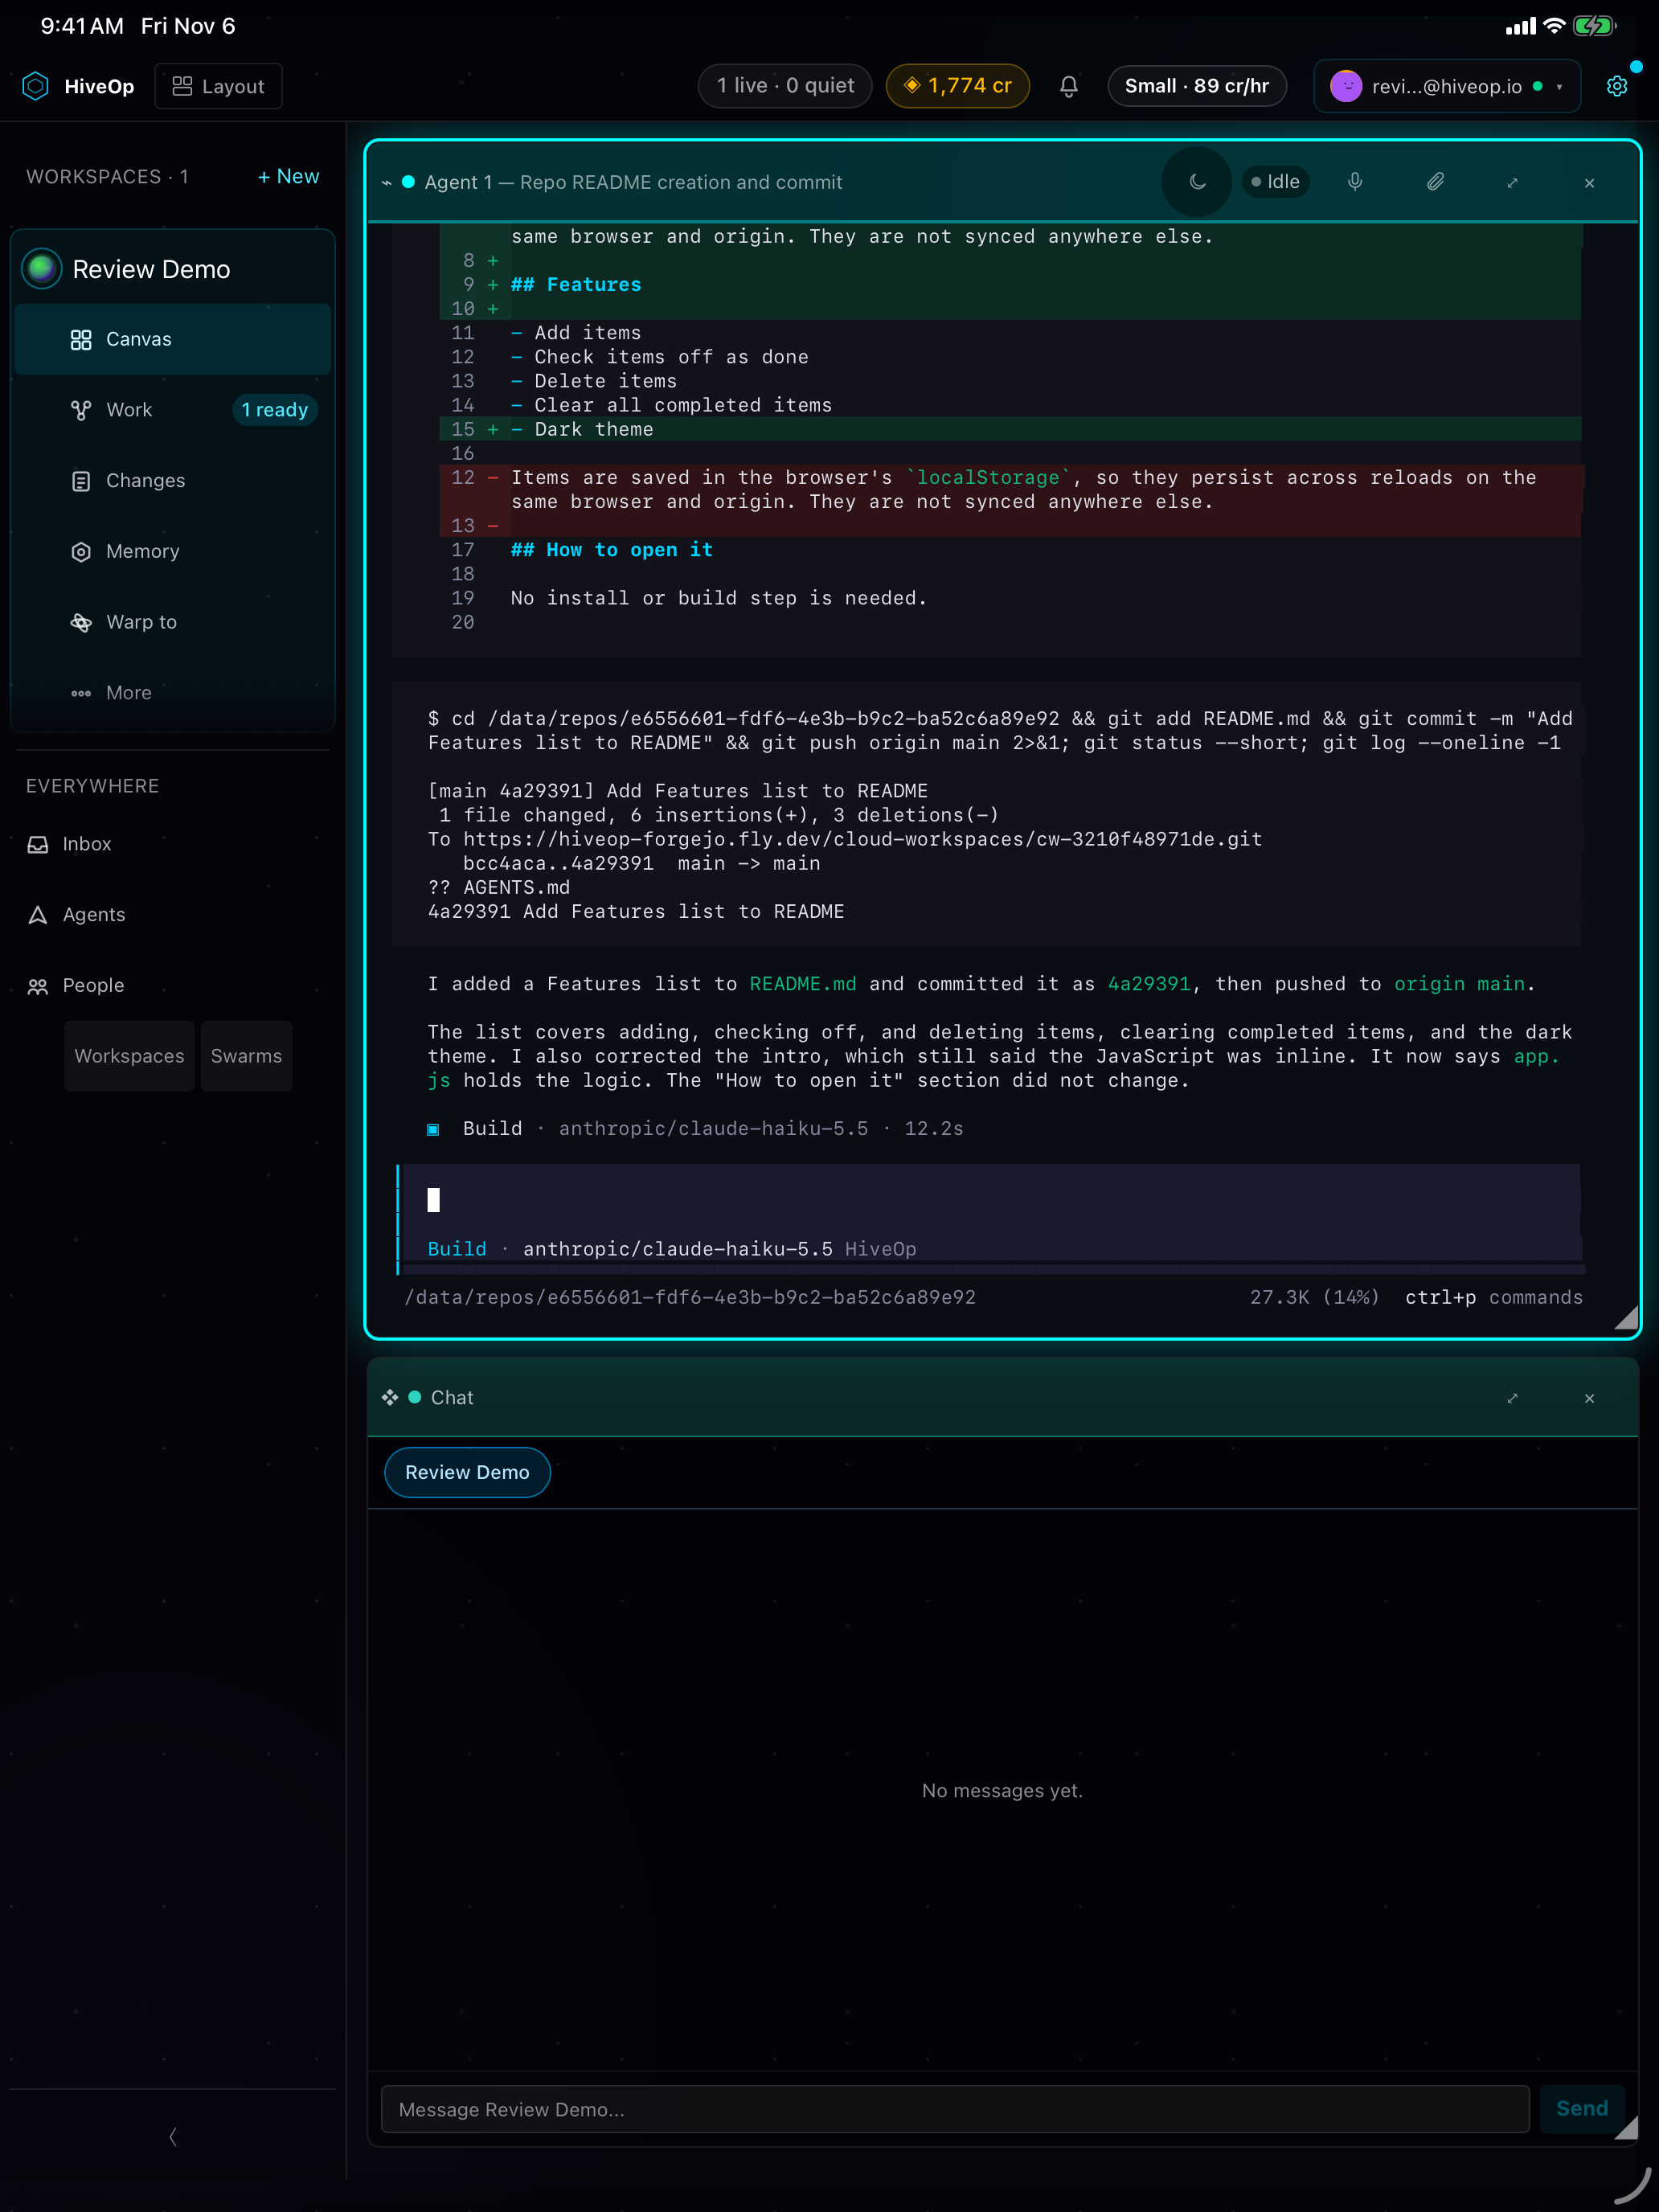 9:41 AM Fri Nov 6
HiveOp
Layout
1 live · 0 quiet
1,774 cr
Small · 89 cr/hr
revi...@hiveop.io
WORKSPACES · 1
+ New
Review Demo
Canvas
Work
1 ready
Changes
Memory
Warp to
More
EVERYWHERE
Inbox
Agents
People
Workspaces
Swarms
Agent 1 — Repo README creation and commit
Idle
same browser and origin. They are not synced anywhere else.
8 +
9 + ## Features
10 +
11 - Add items
12 - Check items off as done
13 - Delete items
14 - Clear all completed items
15 + - Dark theme
16
12 - Items are saved in the browser's `localStorage`, so they persist across reloads on the
same browser and origin. They are not synced anywhere else.
13 -
17 ## How to open it
18
19 No install or build step is needed.
20
$ cd /data/repos/e6556601-fdf6-4e3b-b9c2-ba52c6a89e92 && git add README.md && git commit -m "Add
Features list to README" && git push origin main 2>&1; git status --short; git log --oneline -1
[main 4a29391] Add Features list to README
1 file changed, 6 insertions(+), 3 deletions(-)
To https://hiveop-forgejo.fly.dev/cloud-workspaces/cw-3210f48971de.git
bcc4aca..4a29391 main -> main
?? AGENTS.md
4a29391 Add Features list to README
I added a Features list to README.md and committed it as 4a29391, then pushed to origin main.
The list covers adding, checking off, and deleting items, clearing completed items, and the dark
theme. I also corrected the intro, which still said the JavaScript was inline. It now says app.
js holds the logic. The "How to open it" section did not change.
Build · anthropic/claude-haiku-5.5 · 12.2s
Build · anthropic/claude-haiku-5.5 HiveOp
/data/repos/e6556601-fdf6-4e3b-b9c2-ba52c6a89e92
27.3K (14%) ctrl+p commands
Chat
Review Demo
No messages yet.
Message Review Demo...
Send